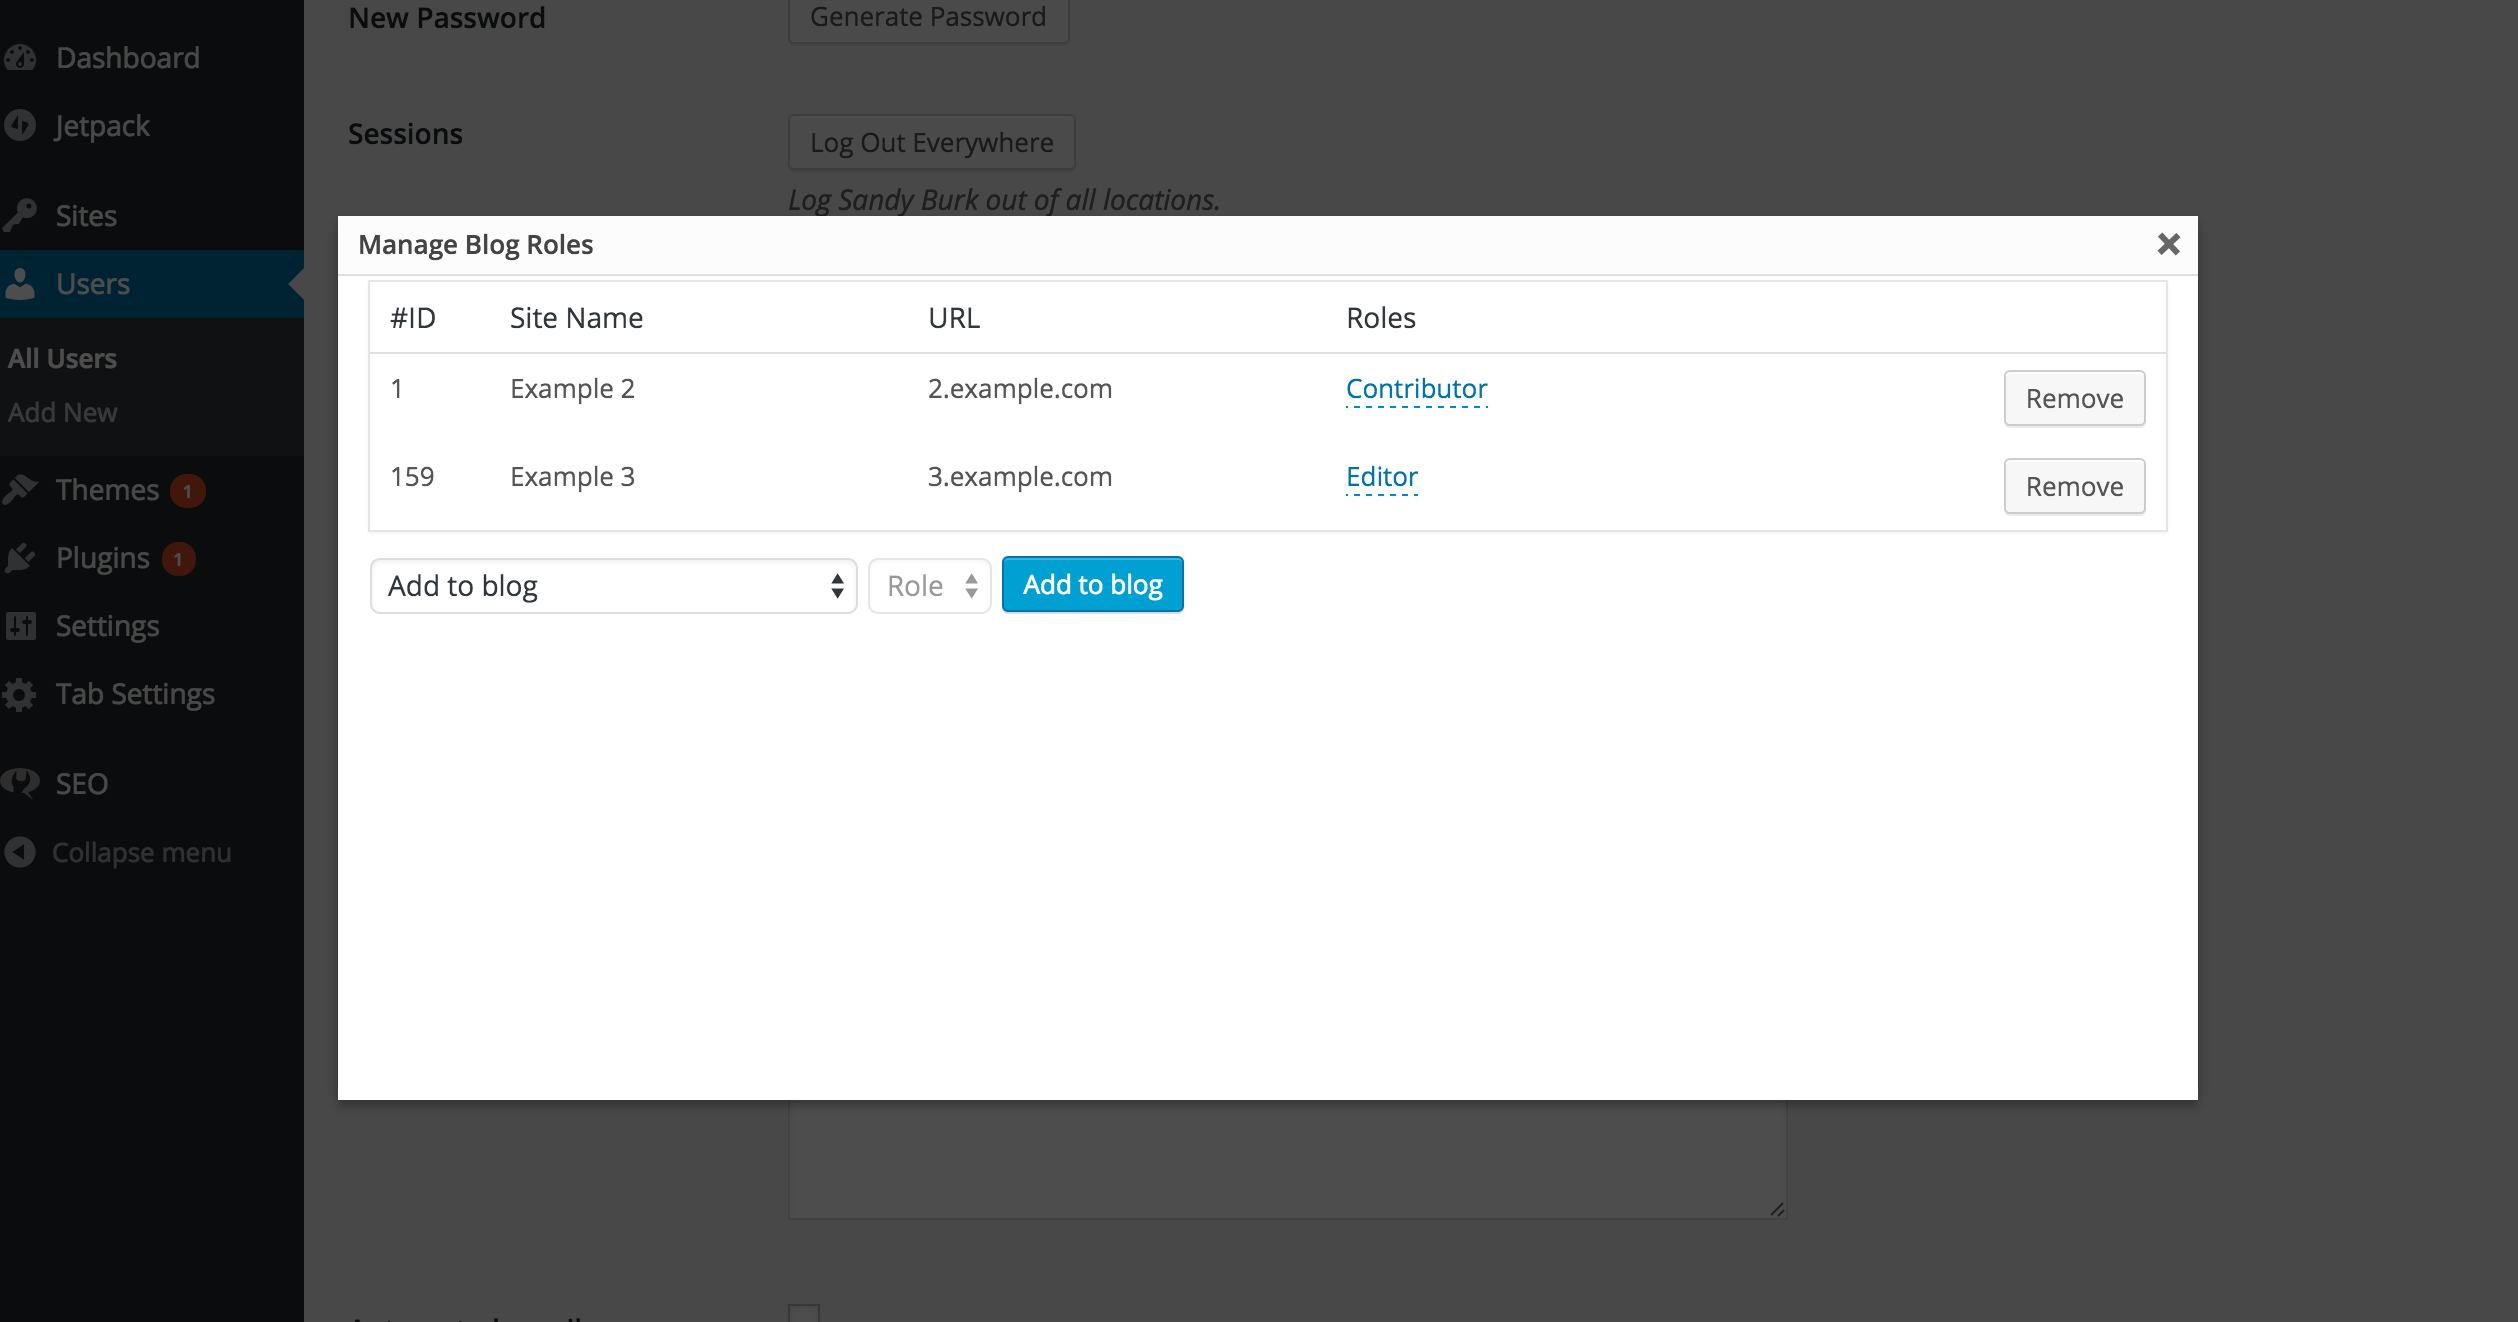 Dashboard
Jetpack
Sites
Users
All Users
Add New
Themes 1
Plugins 1
Settings
Tab Settings
SEO
Collapse menu
New Password
Generate Password
Sessions
Log Out Everywhere
Log Sandy Burk out of all locations.
Manage Blog Roles
#ID Site Name URL Roles
1 Example 2 2.example.com Contributor Remove
159 Example 3 3.example.com Editor Remove
Add to blog Role Add to blog